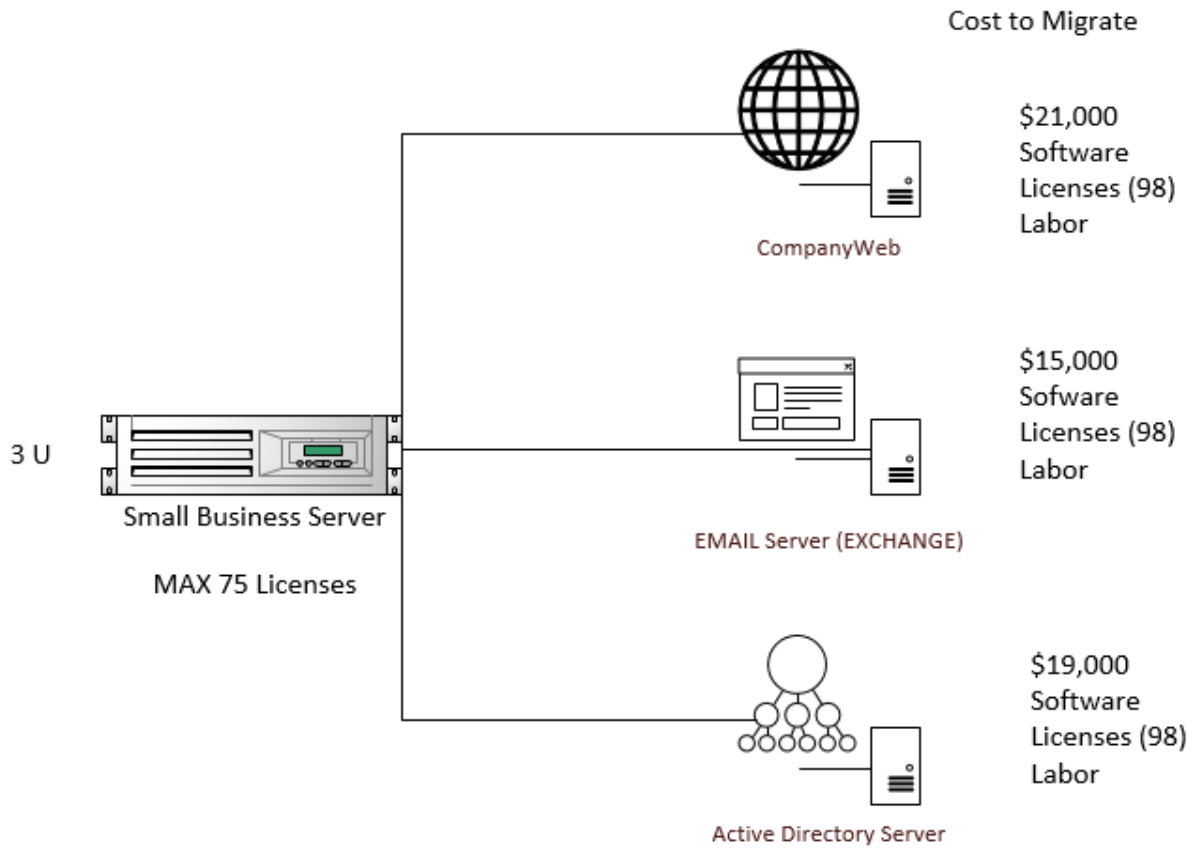 Cost to Migrate
$21,000
Software
Licenses (98)
Labor
CompanyWeb
$15,000
Sofware
Licenses (98)
Labor
EMAIL Server (EXCHANGE)
3 U
Small Business Server
MAX 75 Licenses
$19,000
Software
Licenses (98)
Labor
Active Directory Server